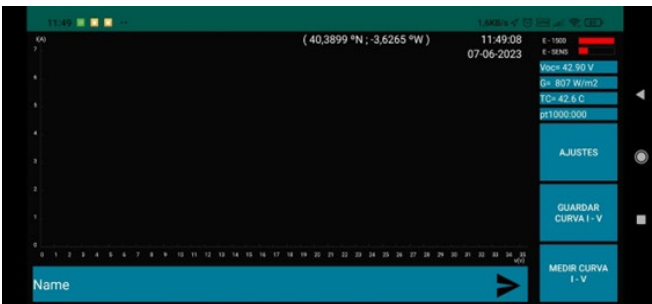 11:49
1,6KB/s
( 40,3899 ºN ; -3,6265 ºW )
11:49:08
07-06-2023
E - 1500
E - SENS
Voc= 42.90 V
G= 807 W/m2
TC= 42.6 C
pt1000:000
AJUSTES
GUARDAR
CURVA I - V
MEDIR CURVA
I - V
I(A)
7
6
5
4
3
2
1
0
0 1 2 3 4 5 6 7 8 9 10 11 12 13 14 15 16 17 18 19 20 21 22 23 24 25 26 27 28 29 30 31 32 33 34 35
V(V)
Name